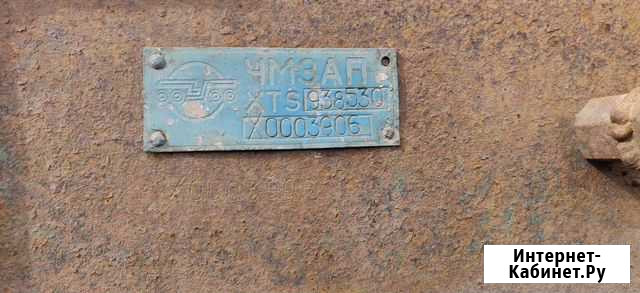 ЧМЗАП
XTS 938530
X0003906
Интернет-
Кабинет.Ру